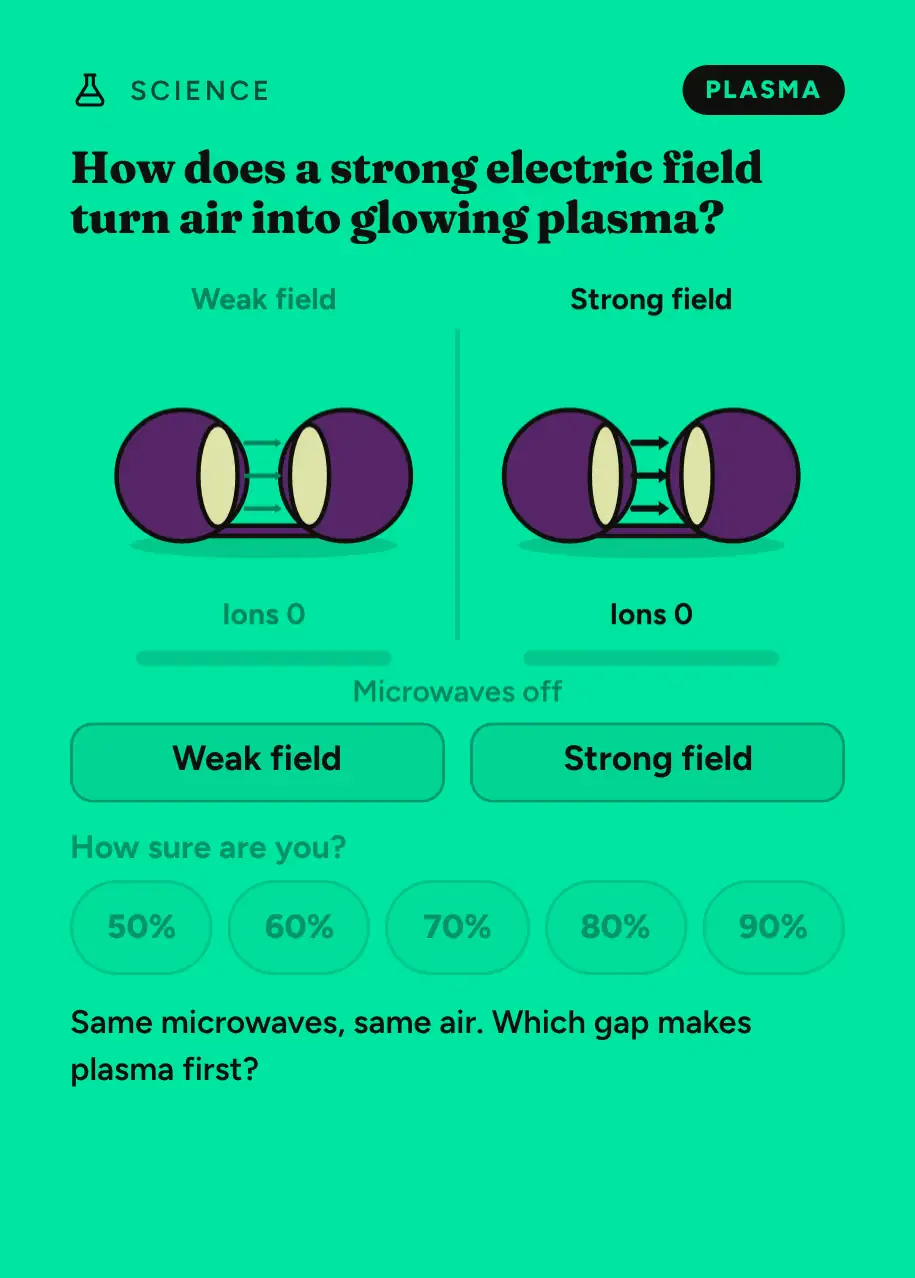 SCIENCE
PLASMA
How does a strong electric field
turn air into glowing plasma?
Weak field
Strong field
Ions 0
Ions 0
Microwaves off
Weak field
Strong field
How sure are you?
50%
60%
70%
80%
90%
Same microwaves, same air. Which gap makes
plasma first?